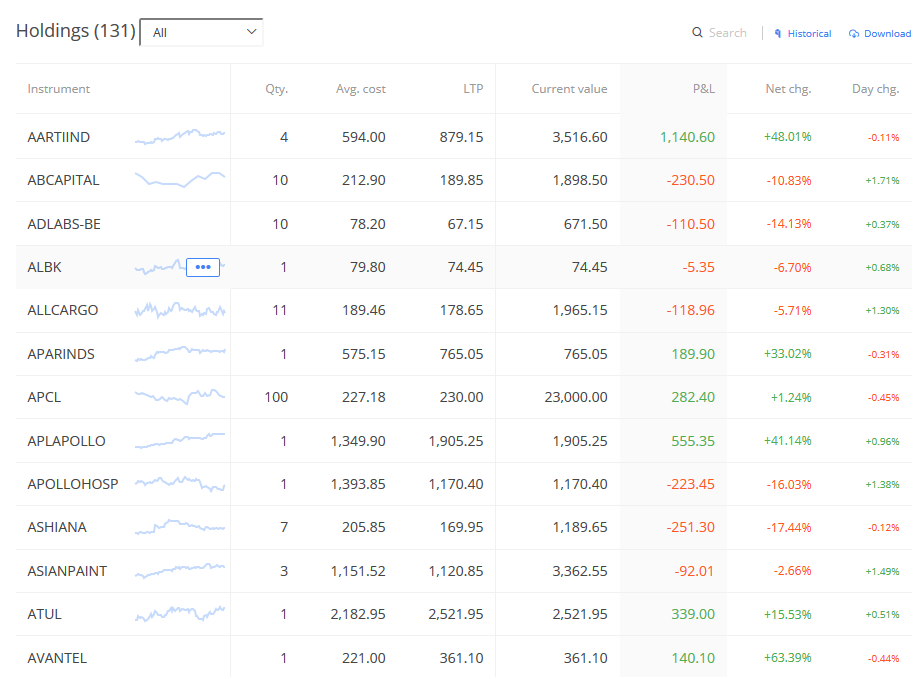 Holdings (131) All Search | Historical Download
Instrument Qty. Avg. cost LTP Current value P&L Net chg. Day chg.
AARTIIND 4 594.00 879.15 3,516.60 1,140.60 +48.01% -0.11%
ABCAPITAL 10 212.90 189.85 1,898.50 -230.50 -10.83% +1.71%
ADLABS-BE 10 78.20 67.15 671.50 -110.50 -14.13% +0.37%
ALBK ••• 1 79.80 74.45 74.45 -5.35 -6.70% +0.68%
ALLCARGO 11 189.46 178.65 1,965.15 -118.96 -5.71% +1.30%
APARINDS 1 575.15 765.05 765.05 189.90 +33.02% -0.31%
APCL 100 227.18 230.00 23,000.00 282.40 +1.24% -0.45%
APLAPOLLO 1 1,349.90 1,905.25 1,905.25 555.35 +41.14% +0.96%
APOLLOHOSP 1 1,393.85 1,170.40 1,170.40 -223.45 -16.03% +1.38%
ASHIANA 7 205.85 169.95 1,189.65 -251.30 -17.44% -0.12%
ASIANPAINT 3 1,151.52 1,120.85 3,362.55 -92.01 -2.66% +1.49%
ATUL 1 2,182.95 2,521.95 2,521.95 339.00 +15.53% +0.51%
AVANTEL 1 221.00 361.10 361.10 140.10 +63.39% -0.44%